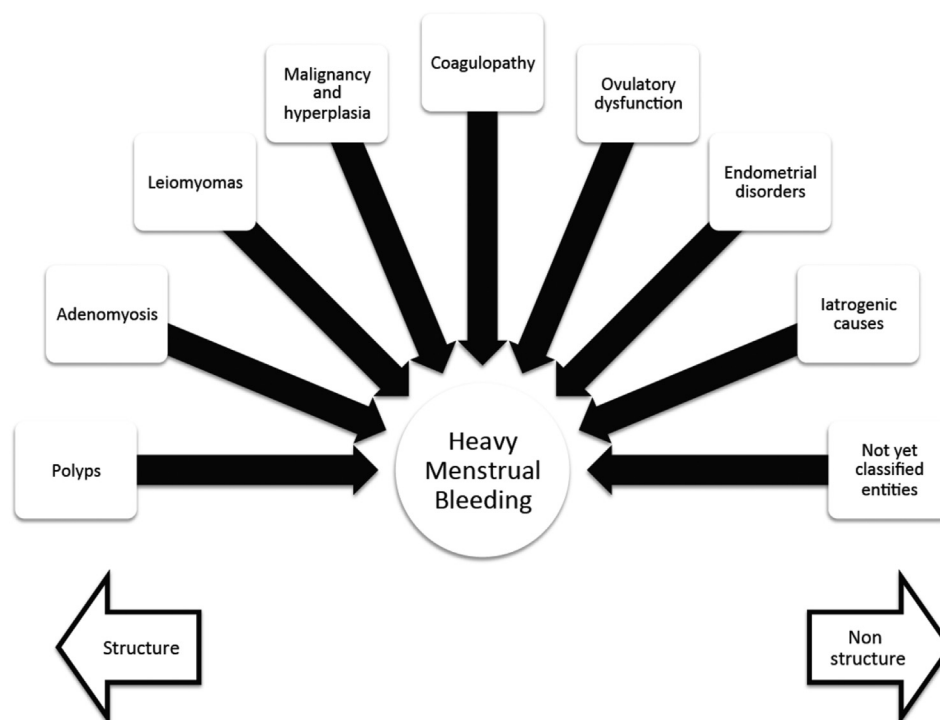 Coagulopathy
Malignancy
and
hyperplasia
Ovulatory
dysfunction
Leiomyomas
Endometrial
disorders
Adenomyosis
Iatrogenic
causes
Heavy
Menstrual
Bleeding
Polyps
Not yet
classified
entities
Structure
Non
structure